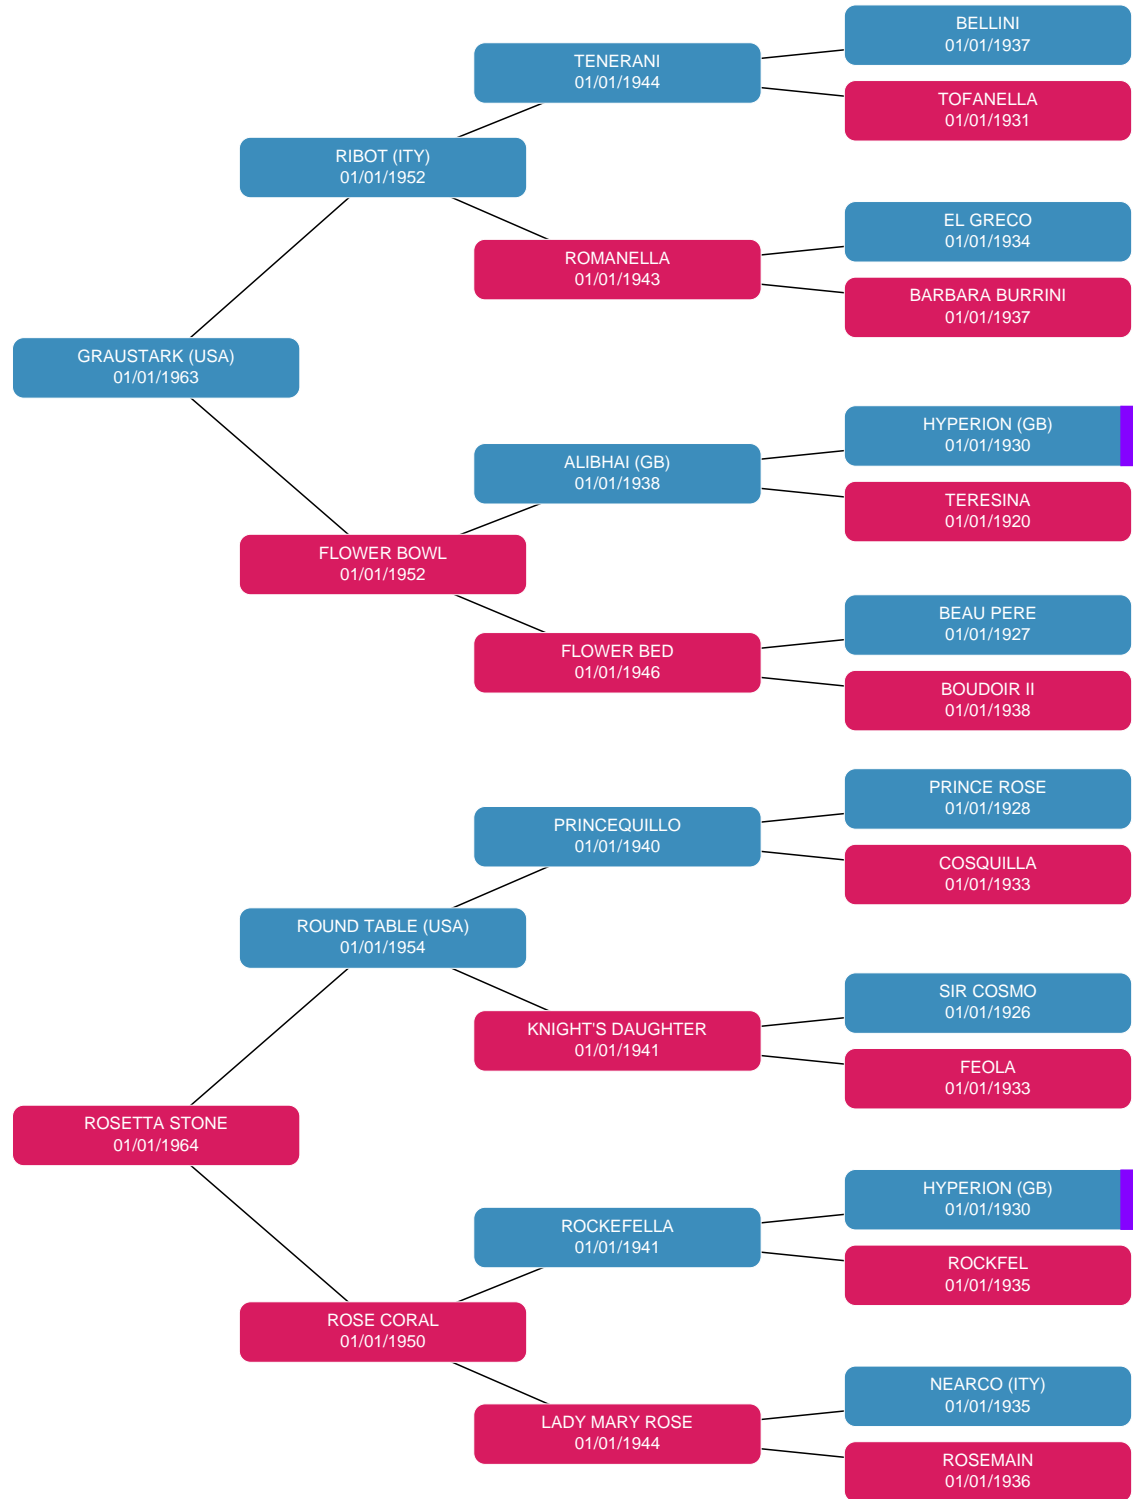 BELLINI
01/01/1937
TENERANI
01/01/1944
TOFANELLA
01/01/1931
RIBOT (ITY)
01/01/1952
EL GRECO
01/01/1934
ROMANELLA
01/01/1943
BARBARA BURRINI
01/01/1937
GRAUSTARK (USA)
01/01/1963
HYPERION (GB)
01/01/1930
ALIBHAI (GB)
01/01/1938
TERESINA
01/01/1920
FLOWER BOWL
01/01/1952
BEAU PERE
01/01/1927
FLOWER BED
01/01/1946
BOUDOIR II
01/01/1938
PRINCE ROSE
01/01/1928
PRINCEQUILLO
01/01/1940
COSQUILLA
01/01/1933
ROUND TABLE (USA)
01/01/1954
SIR COSMO
01/01/1926
KNIGHT'S DAUGHTER
01/01/1941
FEOLA
01/01/1933
ROSETTA STONE
01/01/1964
HYPERION (GB)
01/01/1930
ROCKEFELLA
01/01/1941
ROCKFEL
01/01/1935
ROSE CORAL
01/01/1950
NEARCO (ITY)
01/01/1935
LADY MARY ROSE
01/01/1944
ROSEMAIN
01/01/1936